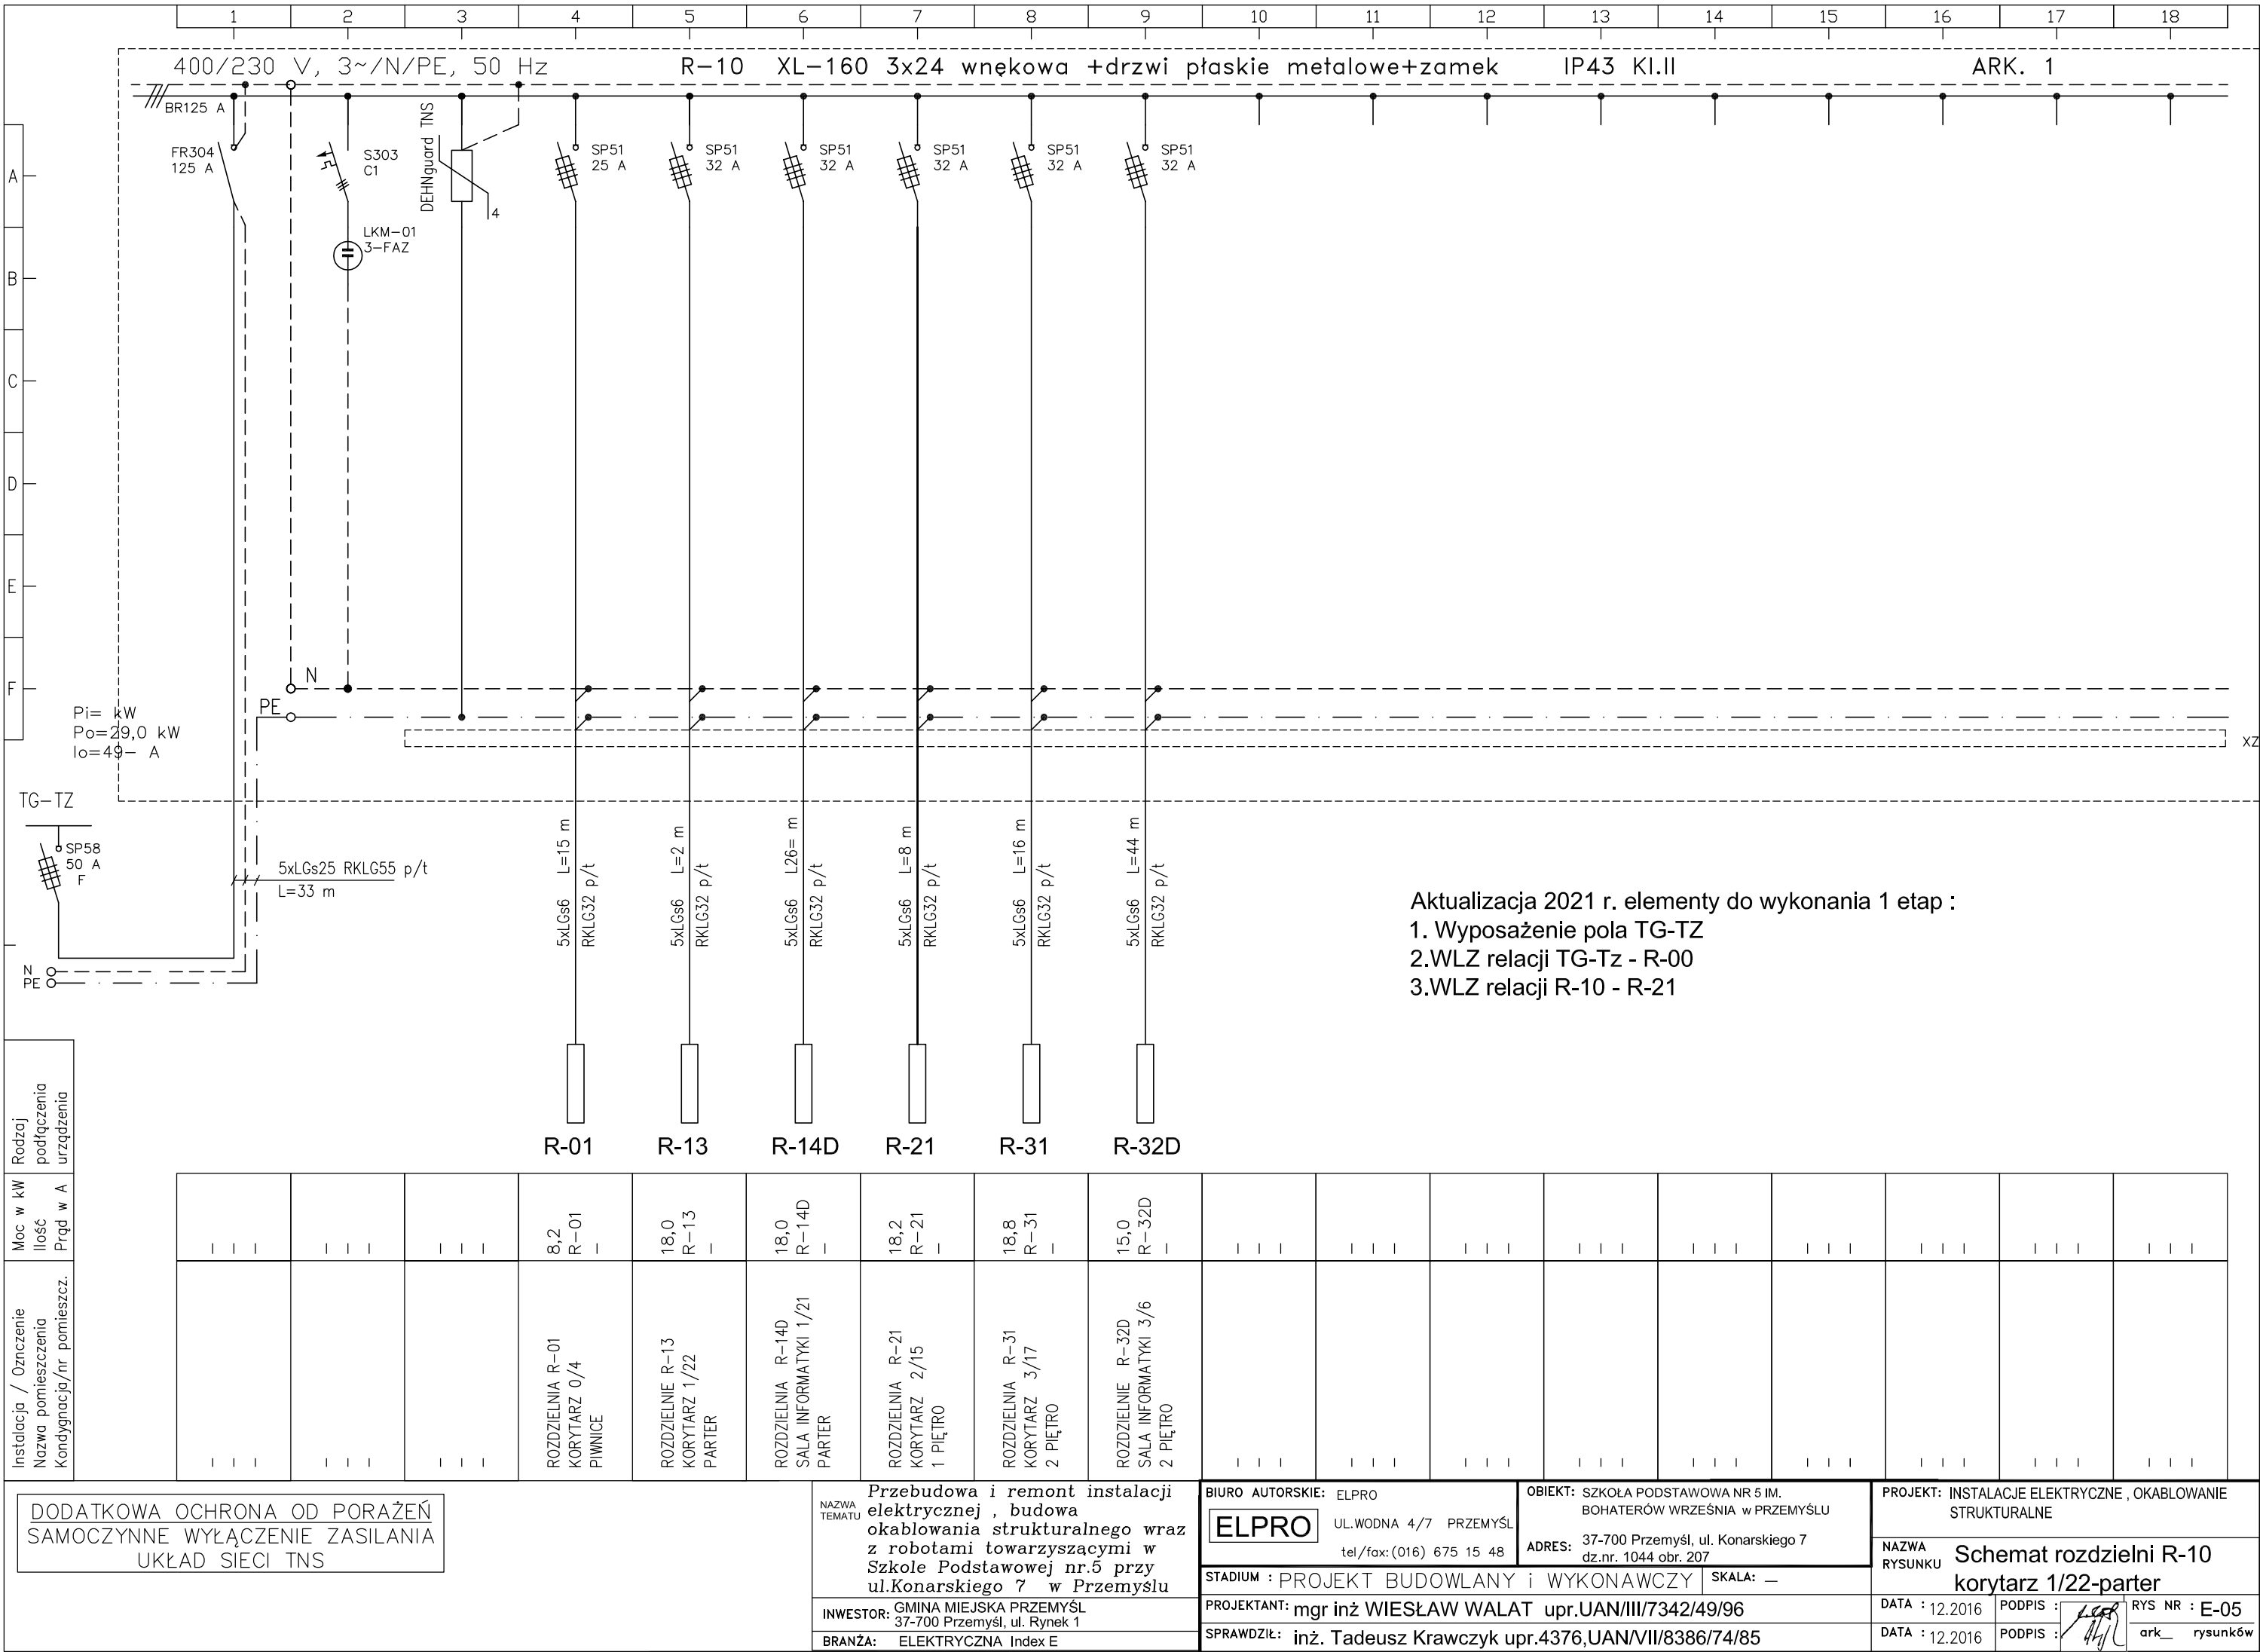 1 2 3 4 5 6 7 8 9 10 11 12 13 14 15 16 17 18
400/230 V, 3~/N/PE, 50 Hz R-10 XL-160 3x24 wnękowa +drzwi płaskie metalowe+zamek IP43 Kl.II ARK. 1
BR125 A
FR304
125 A
S303
C1
LKM-01
3-FAZ
DEHNguard TNS
4
SP51
25 A
SP51
32 A
SP51
32 A
SP51
32 A
SP51
32 A
SP51
32 A
A
B
C
D
E
F
N
PE
Pi= kW
Po=29,0 kW
Io=49- A
XZ
TG-TZ
SP58
50 A
F
5xLGs25 RKLG55 p/t
L=33 m
N
PE
5xLGs6 L=15 m
RKLG32 p/t
5xLGs6 L=2 m
RKLG32 p/t
5xLGs6 L26= m
RKLG32 p/t
5xLGs6 L=8 m
RKLG32 p/t
5xLGs6 L=16 m
RKLG32 p/t
5xLGs6 L=44 m
RKLG32 p/t
Aktualizacja 2021 r. elementy do wykonania 1 etap :
1. Wyposażenie pola TG-TZ
2.WLZ relacji TG-Tz - R-00
3.WLZ relacji R-10 - R-21
R-01 R-13 R-14D R-21 R-31 R-32D
Rodzaj
podłączenia
urządzenia
Moc w kW
Ilość
Prąd w A
8,2
R-01
–
18,0
R-13
–
18,0
R-14D
–
18,2
R-21
–
18,8
R-31
–
15,0
R-32D
–
Instalacja / Oznczenie
Nazwa pomieszczenia
Kondygnacja/nr pomieszcz.
ROZDZIELNIA R-01
KORYTARZ 0/4
PIWNICE
ROZDZIELNIE R-13
KORYTARZ 1/22
PARTER
ROZDZIELNIA R-14D
SALA INFORMATYKI 1/21
PARTER
ROZDZIELNIA R-21
KORYTARZ 2/15
1 PIĘTRO
ROZDZIELNIA R-31
KORYTARZ 3/17
2 PIĘTRO
ROZDZIELNIE R-32D
SALA INFORMATYKI 3/6
2 PIĘTRO
DODATKOWA OCHRONA OD PORAŻEŃ
SAMOCZYNNE WYŁĄCZENIE ZASILANIA
UKŁAD SIECI TNS
NAZWA
TEMATU
Przebudowa i remont instalacji
elektrycznej , budowa
okablowania strukturalnego wraz
z robotami towarzyszącymi w
Szkole Podstawowej nr.5 przy
ul.Konarskiego 7 w Przemyślu
INWESTOR: GMINA MIEJSKA PRZEMYŚL
37-700 Przemyśl, ul. Rynek 1
BRANŻA: ELEKTRYCZNA Index E
BIURO AUTORSKIE: ELPRO
ELPRO
UL.WODNA 4/7 PRZEMYŚL
tel/fax:(016) 675 15 48
OBIEKT: SZKOŁA PODSTAWOWA NR 5 IM.
BOHATERÓW WRZEŚNIA w PRZEMYŚLU
ADRES: 37-700 Przemyśl, ul. Konarskiego 7
dz.nr. 1044 obr. 207
PROJEKT: INSTALACJE ELEKTRYCZNE , OKABLOWANIE
STRUKTURALNE
NAZWA
RYSUNKU
Schemat rozdzielni R-10
korytarz 1/22-parter
STADIUM : PROJEKT BUDOWLANY i WYKONAWCZY SKALA: –
PROJEKTANT: mgr inż WIESŁAW WALAT upr.UAN/III/7342/49/96
DATA : 12.2016 PODPIS : RYS NR : E-05
SPRAWDZIŁ: inż. Tadeusz Krawczyk upr.4376,UAN/VII/8386/74/85
DATA : 12.2016 PODPIS : ark__ rysunków